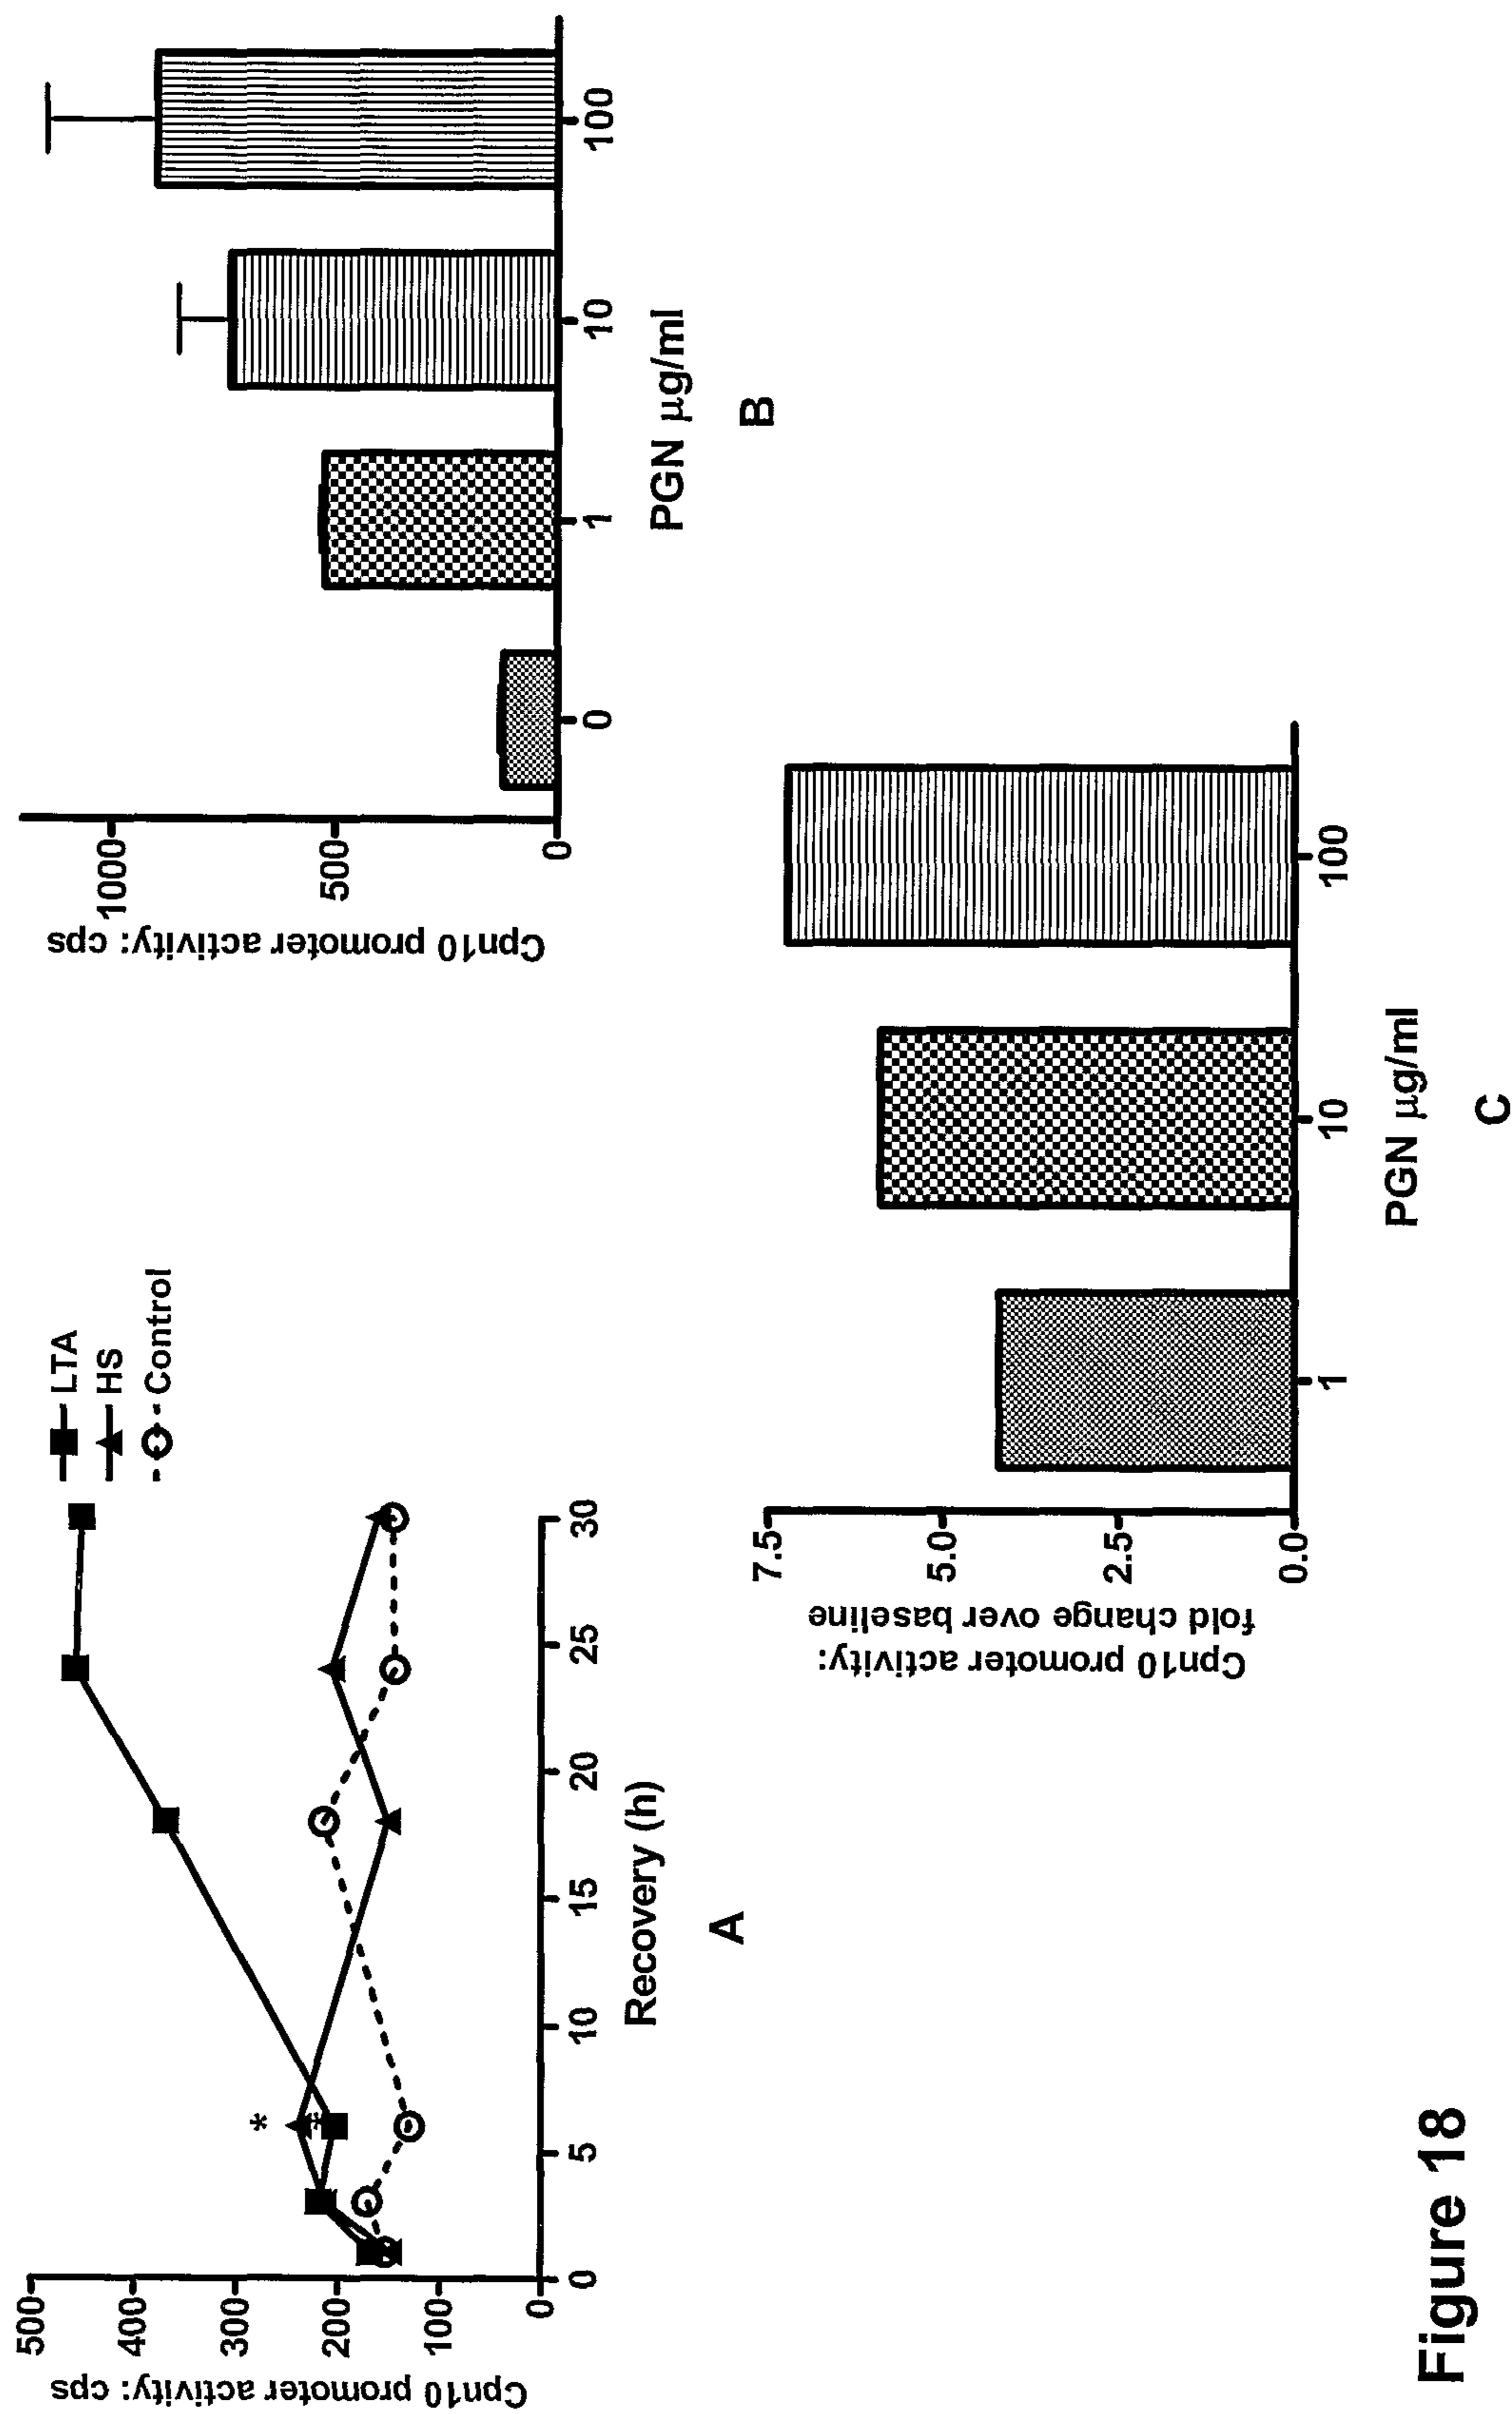 Cpn10 promoter activity: cps
500
400
300
200
100
0
0
5
10
15
20
25
30
Recovery (h)
*
*
LTA
HS
Control
A
Cpn10 promoter activity: cps
1000
500
0
0
1
10
100
PGN µg/ml
B
Cpn10 promoter activity:
fold change over baseline
7.5
5.0
2.5
0.0
1
10
100
PGN µg/ml
C
Figure 18